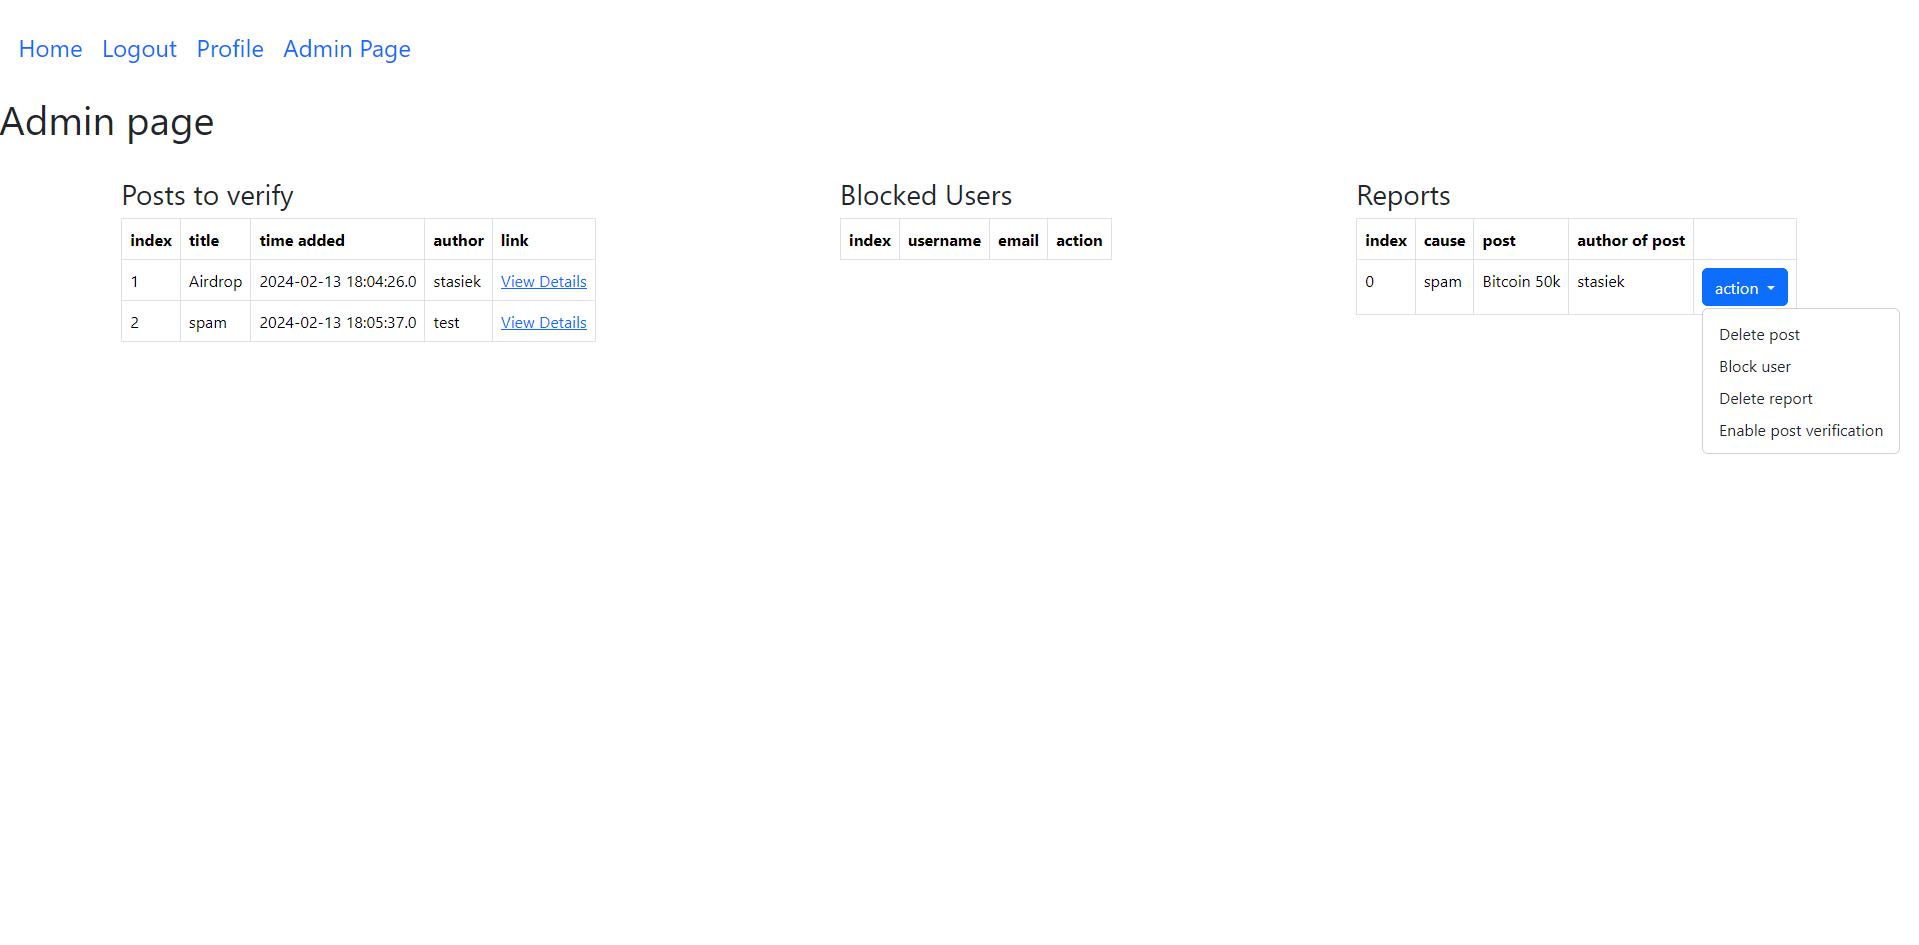 Home Logout Profile Admin Page
Admin page
Posts to verify
index title time added author link
1 Airdrop 2024-02-13 18:04:26.0 stasiek View Details
2 spam 2024-02-13 18:05:37.0 test View Details
Blocked Users
index username email action
Reports
index cause post author of post
0 spam Bitcoin 50k stasiek action
Delete post
Block user
Delete report
Enable post verification